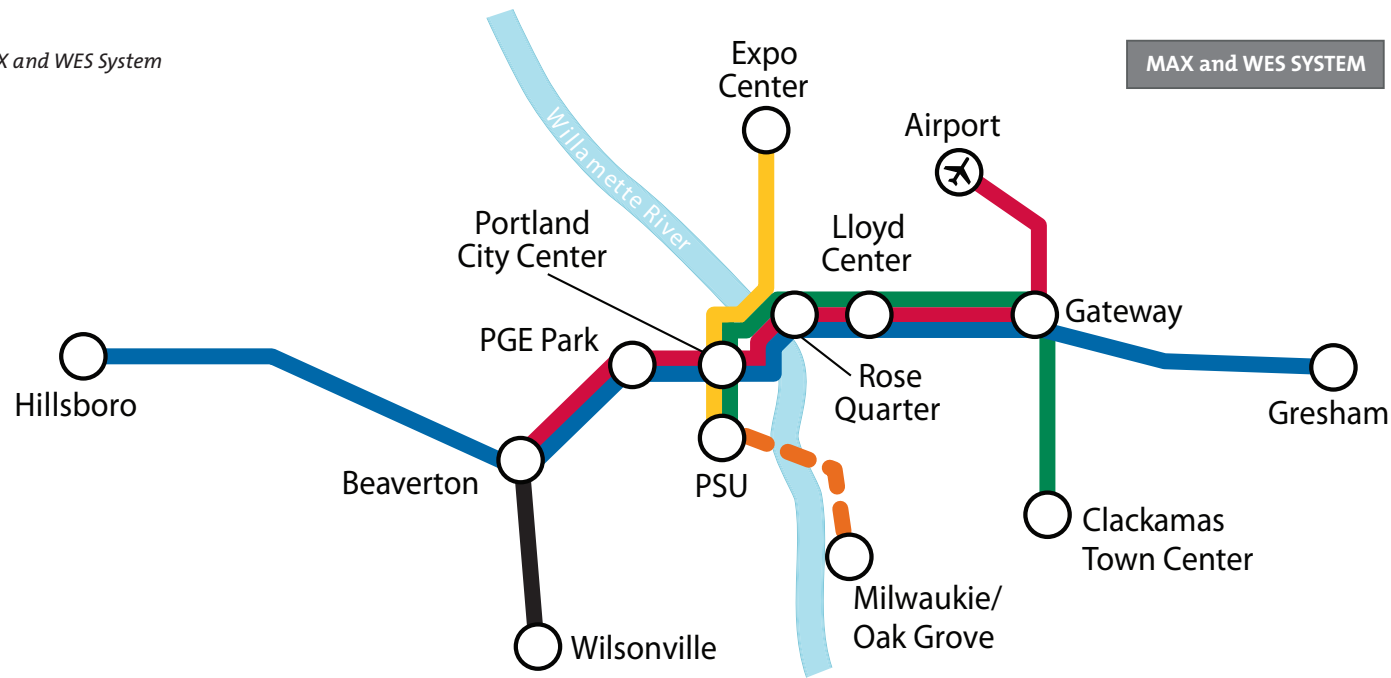 and WES System
MAX and WES SYSTEM
Expo
Center
Airport
Willamette River
Portland
City Center
Lloyd
Center
PGE Park
Gateway
Hillsboro
Rose
Quarter
Gresham
Beaverton
PSU
Clackamas
Town Center
Milwaukie/
Oak Grove
Wilsonville